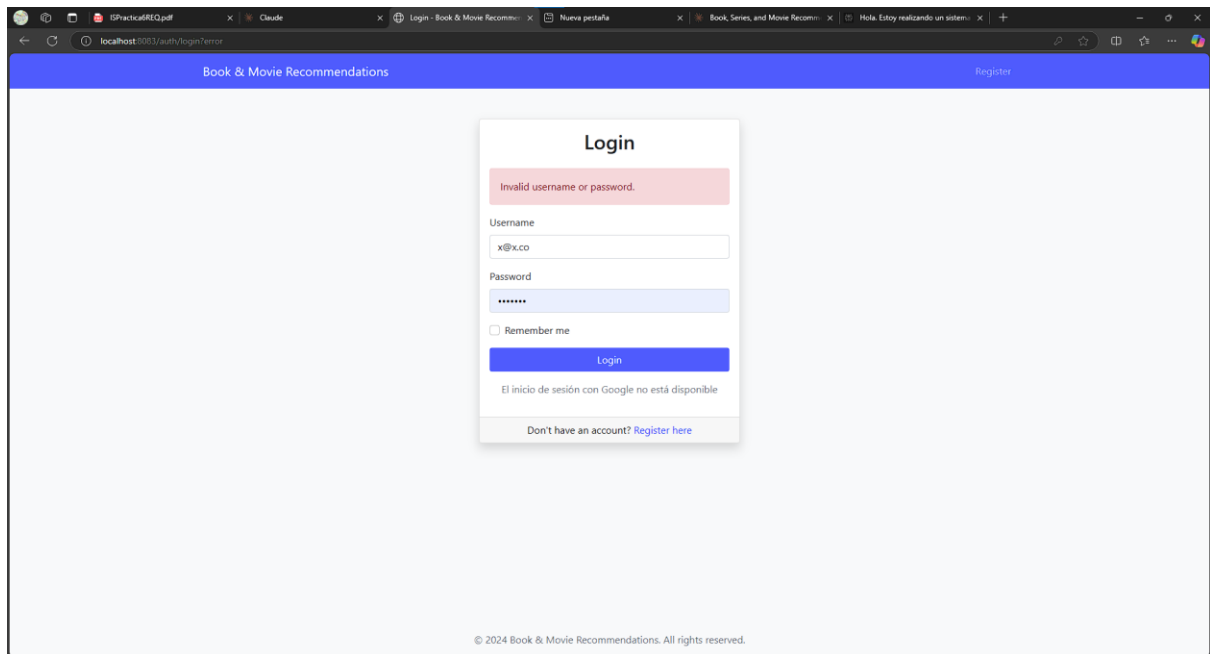 ISPractica6REQ.pdf
Claude
Login - Book & Movie Recommen
Nueva pestaña
Book, Series, and Movie Recomm
Hola. Estoy realizando un sistema
localhost:8083/auth/login?error
Book & Movie Recommendations
Register
Login
Invalid username or password.
Username
x@x.co
Password
Remember me
Login
El inicio de sesión con Google no está disponible
Don't have an account? Register here
© 2024 Book & Movie Recommendations. All rights reserved.